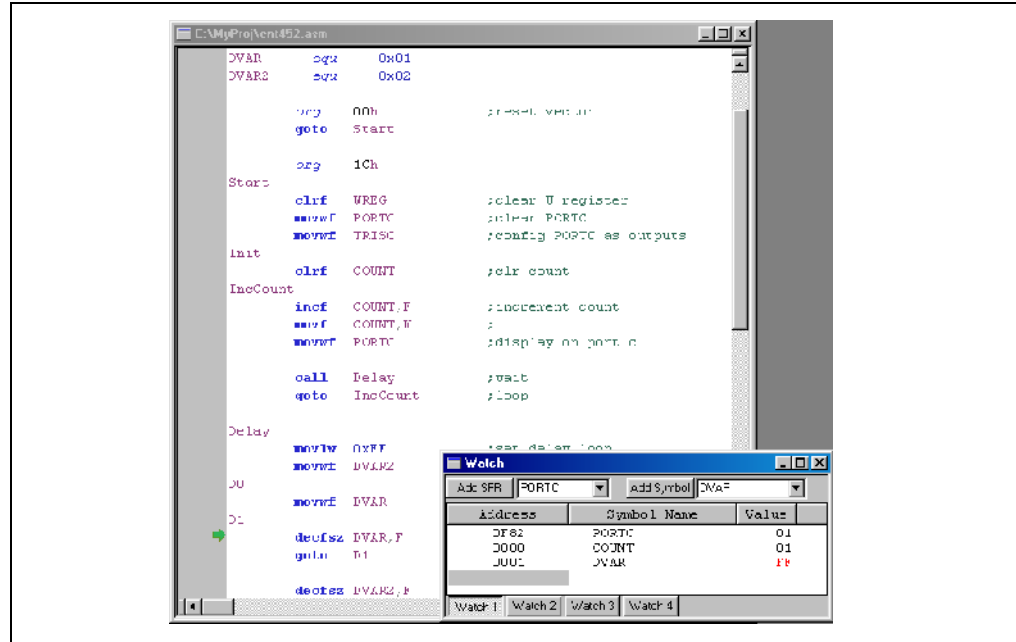 E:\MyProj\cnt452.asm
DVAR equ 0x01
DVAR2 equ 0x02
org 00h ;reset vector
goto Start
org 1Ch
Start
clrf WREG ;clear W register
movwf PORTC ;clear PORTC
movwf TRISC ;config PORTC as outputs
Init
clrf COUNT ;clr count
IncCount
incf COUNT,F ;increment count
movf COUNT,W ;
movwf PORTC ;display on port c
call Delay ;wait
goto IncCount ;loop
Delay
movlw 0xFF ;set delay loop
movwf DVAR2
D0
movwf DVAR
D1
decfsz DVAR,F
goto D1
decfsz DVAR2,F
Watch
Add SFR PORTC Add Symbol DVAR
Address Symbol Name Value
0F82 PORTC 01
0000 COUNT 01
0001 DVAR FF
Watch 1 Watch 2 Watch 3 Watch 4